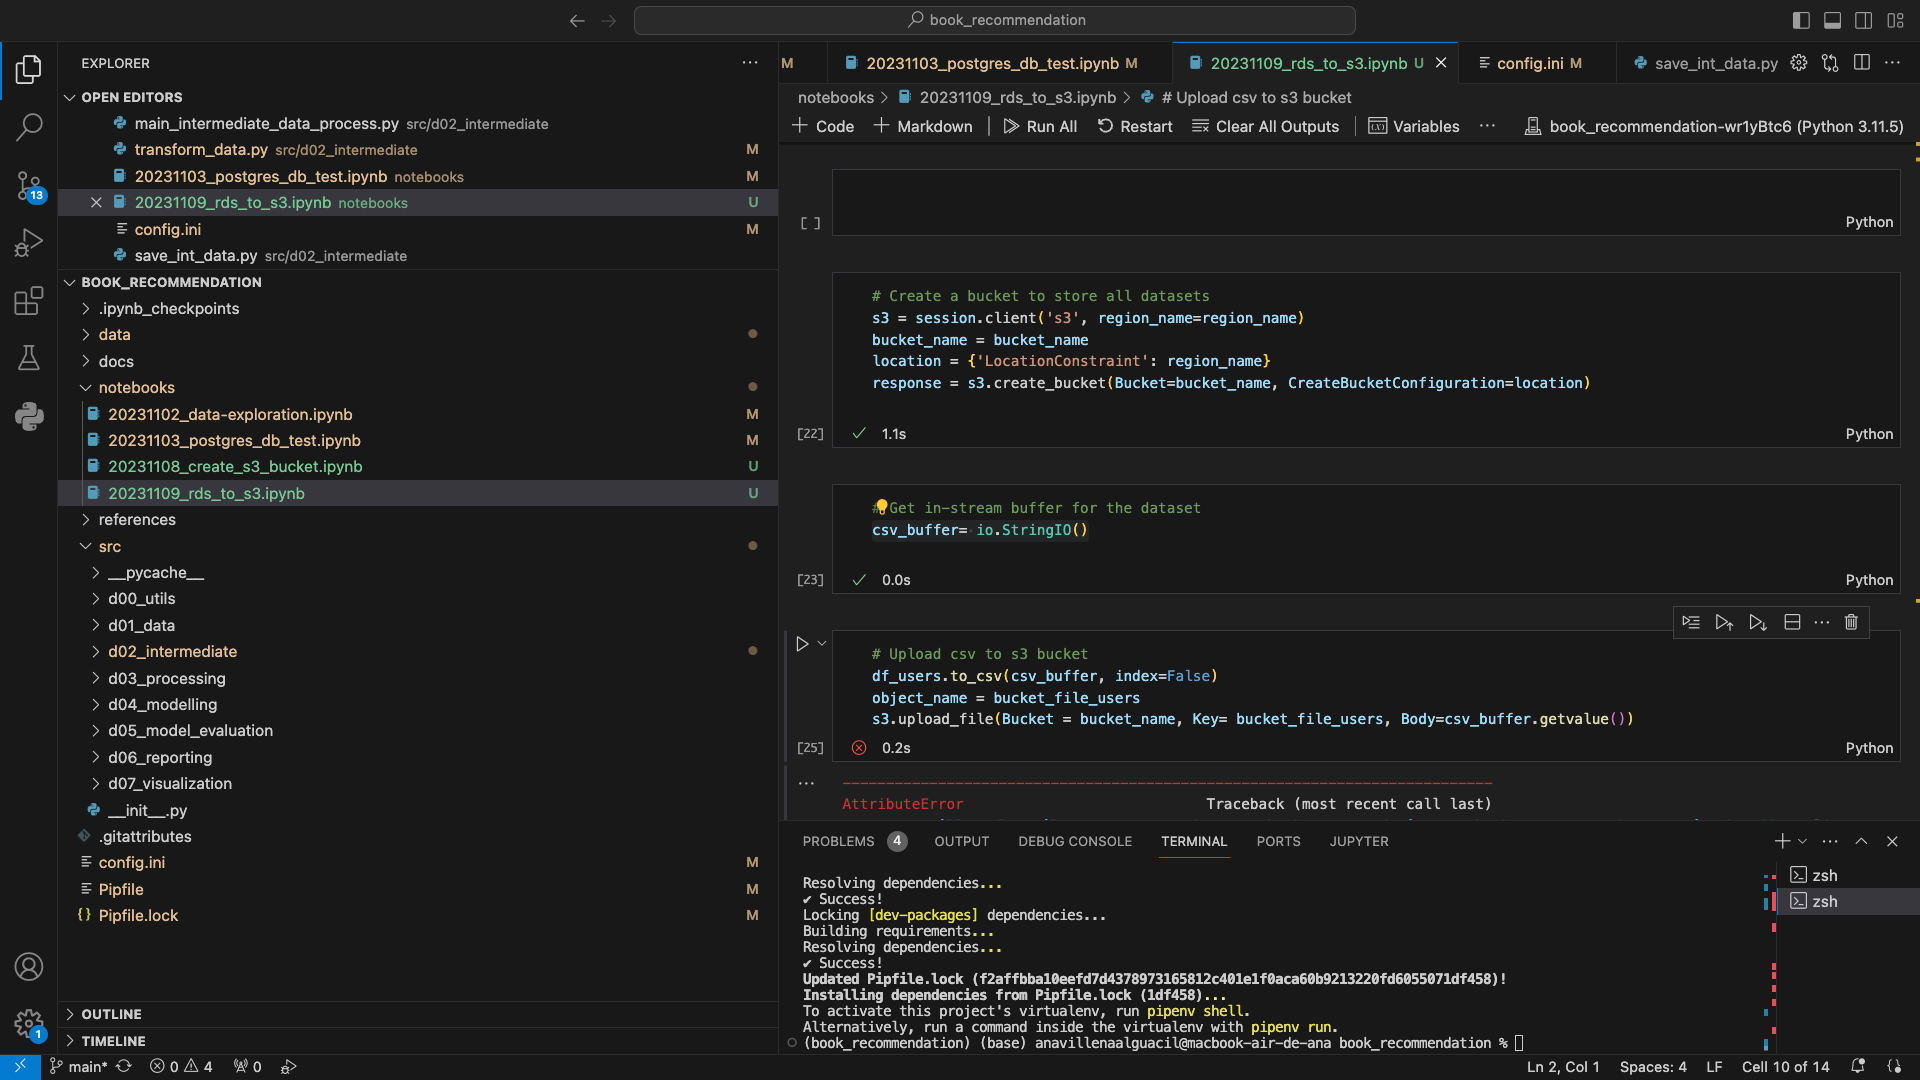 book_recommendation
EXPLORER
OPEN EDITORS
main_intermediate_data_process.py src/d02_intermediate
transform_data.py src/d02_intermediate M
20231103_postgres_db_test.ipynb notebooks M
20231109_rds_to_s3.ipynb notebooks U
config.ini M
save_int_data.py src/d02_intermediate
BOOK_RECOMMENDATION
.ipynb_checkpoints
data
docs
notebooks
20231102_data-exploration.ipynb M
20231103_postgres_db_test.ipynb M
20231108_create_s3_bucket.ipynb U
20231109_rds_to_s3.ipynb U
references
src
__pycache__
d00_utils
d01_data
d02_intermediate
d03_processing
d04_modelling
d05_model_evaluation
d06_reporting
d07_visualization
__init__.py
.gitattributes
config.ini M
Pipfile M
{} Pipfile.lock M
OUTLINE
TIMELINE
13
1
M 20231103_postgres_db_test.ipynb M 20231109_rds_to_s3.ipynb U config.ini M save_int_data.py
notebooks > 20231109_rds_to_s3.ipynb > # Upload csv to s3 bucket
+ Code + Markdown Run All Restart Clear All Outputs Variables ... book_recommendation-wr1yBtc6 (Python 3.11.5)
[ ] Python
# Create a bucket to store all datasets
s3 = session.client('s3', region_name=region_name)
bucket_name = bucket_name
location = {'LocationConstraint': region_name}
response = s3.create_bucket(Bucket=bucket_name, CreateBucketConfiguration=location)
[22] 1.1s Python
# Get in-stream buffer for the dataset
csv_buffer= io.StringIO()
[23] 0.0s Python
# Upload csv to s3 bucket
df_users.to_csv(csv_buffer, index=False)
object_name = bucket_file_users
s3.upload_file(Bucket = bucket_name, Key= bucket_file_users, Body=csv_buffer.getvalue())
[25] 0.2s Python
AttributeError Traceback (most recent call last)
PROBLEMS 4 OUTPUT DEBUG CONSOLE TERMINAL PORTS JUPYTER
Resolving dependencies...
✔ Success!
Locking [dev-packages] dependencies...
Building requirements...
Resolving dependencies...
✔ Success!
Updated Pipfile.lock (f2affbba10eefd7d4378973165812c401e1f0aca60b9213220fd6055071df458)!
Installing dependencies from Pipfile.lock (1df458)...
To activate this project's virtualenv, run pipenv shell.
Alternatively, run a command inside the virtualenv with pipenv run.
(book_recommendation) (base) anavillenaalguacil@macbook-air-de-ana book_recommendation %
zsh
zsh
main* 0 4 0 Ln 2, Col 1 Spaces: 4 LF Cell 10 of 14